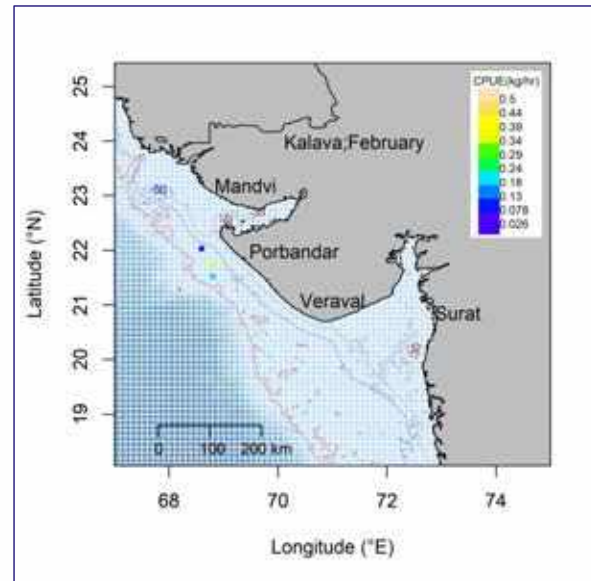 CPUE(kg/hr)
0.5
0.44
0.39
0.34
0.29
0.24
0.18
0.13
0.078
0.026
Kalava;February
Mandvi
Porbandar
Veraval
Surat
0 100 200 km
25
24
23
22
21
20
19
Latitude (°N)
68 70 72 74
Longitude (°E)